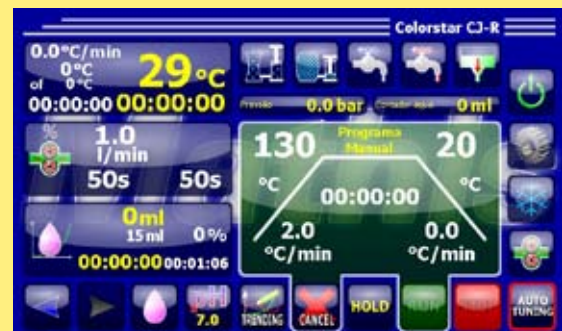 Colorstar CJ-R
0.0°C/min
0°C
of 0°C
29°C
00:00:00 00:00:00
0.0 bar
0 ml
%
1.0
l/min
50s 50s
130 °C
Programa
Manual
20 °C
00:00:00
2.0
°C/min
0.0
°C/min
0ml
15 ml 0%
00:00:00 00:01:06
pH
7.0
TRENDING
CANCEL
HOLD
RUN
AUTO
TUNING